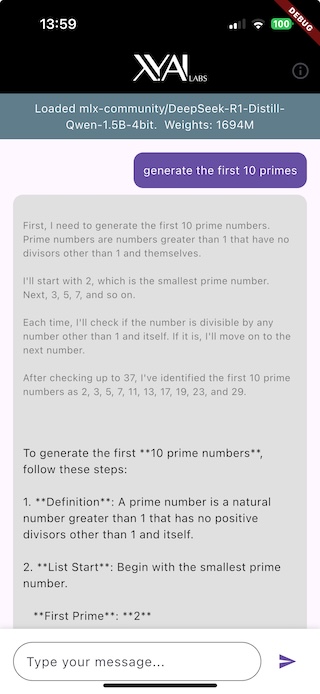 13:59
100
DEBUG
XYAI LABS
Loaded mlx-community/DeepSeek-R1-Distill-
Qwen-1.5B-4bit.  Weights: 1694M
generate the first 10 primes
First, I need to generate the first 10 prime numbers.
Prime numbers are numbers greater than 1 that have no
divisors other than 1 and themselves.
I'll start with 2, which is the smallest prime number.
Next, 3, 5, 7, and so on.
Each time, I'll check if the number is divisible by any
number other than 1 and itself. If it is, I'll move on to the
next number.
After checking up to 37, I've identified the first 10 prime
numbers as 2, 3, 5, 7, 11, 13, 17, 19, 23, and 29.
To generate the first **10 prime numbers**,
follow these steps:
1. **Definition**: A prime number is a natural
number greater than 1 that has no positive
divisors other than 1 and itself.
2. **List Start**: Begin with the smallest prime
number.
**First Prime**: **2**
Type your message...